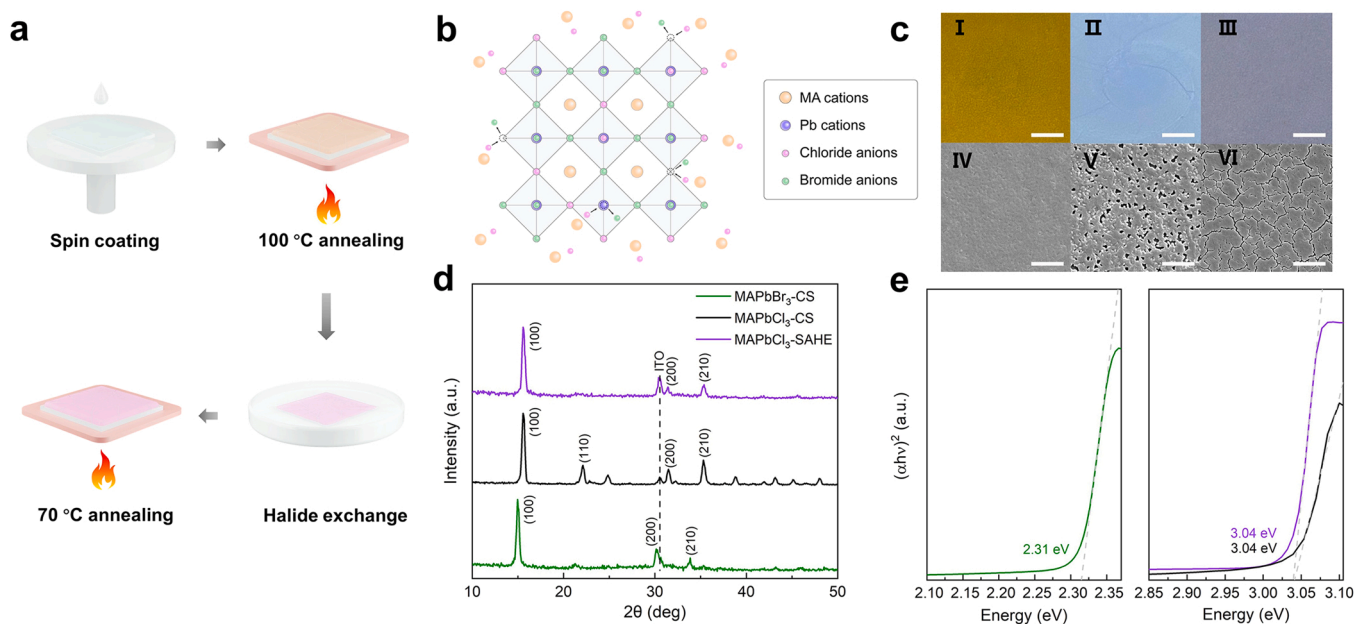 a
Spin coating
100 °C annealing
70 °C annealing
Halide exchange
b
MA cations
Pb cations
Chloride anions
Bromide anions
c
I
II
III
IV
V
VI
d
MAPbBr₃-CS
MAPbCl₃-CS
MAPbCl₃-SAHE
(100)
ITO
(200)
(210)
(100)
(110)
(200)
(210)
(100)
(200)
(210)
Intensity (a.u.)
10 20 30 40 50
2θ (deg)
e
(αhν)² (a.u.)
2.31 eV
2.10 2.15 2.20 2.25 2.30 2.35
Energy (eV)
3.04 eV
3.04 eV
2.85 2.90 2.95 3.00 3.05 3.10
Energy (eV)